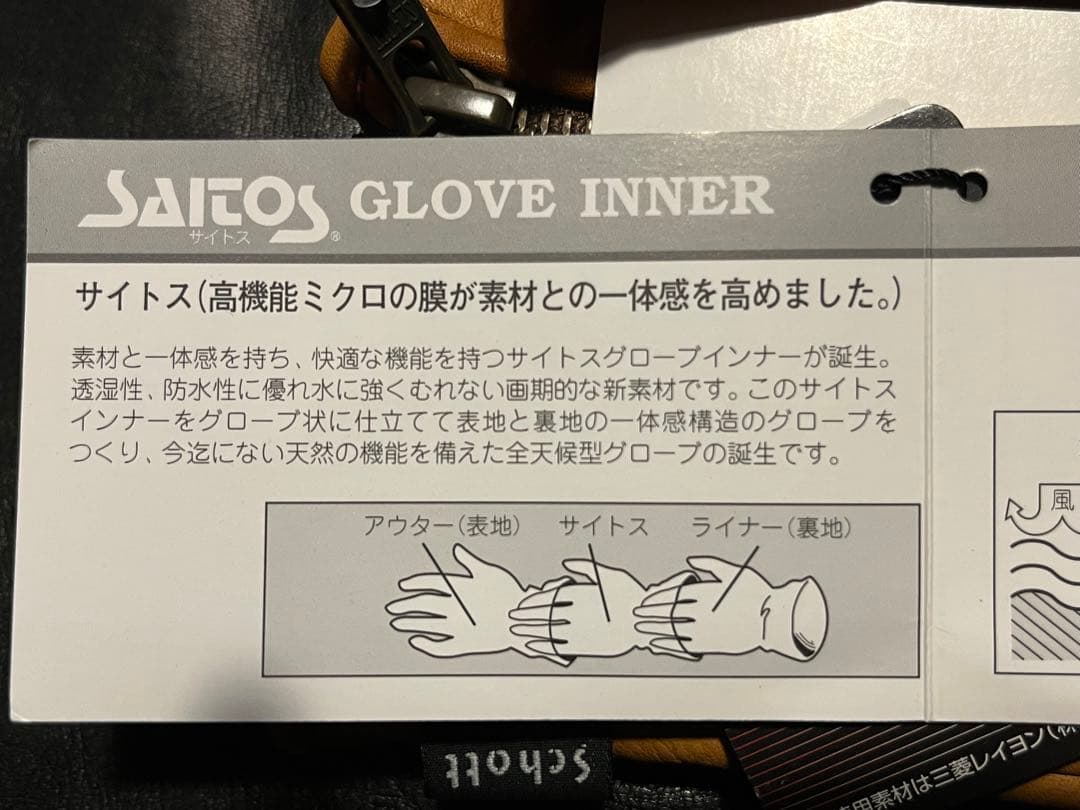 SAITOS® GLOVE INNER
サイトス
サイトス(高機能ミクロの膜が素材との一体感を高めました。)
素材と一体感を持ち、快適な機能を持つサイトスグローブインナーが誕生。
透湿性、防水性に優れ水に強くむれない画期的な新素材です。このサイトス
インナーをグローブ状に仕立てて表地と裏地の一体感構造のグローブを
つくり、今迄にない天然の機能を備えた全天候型グローブの誕生です。
アウター(表地) サイトス ライナー(裏地)
風
Schott
用素材は三菱レイヨン(株